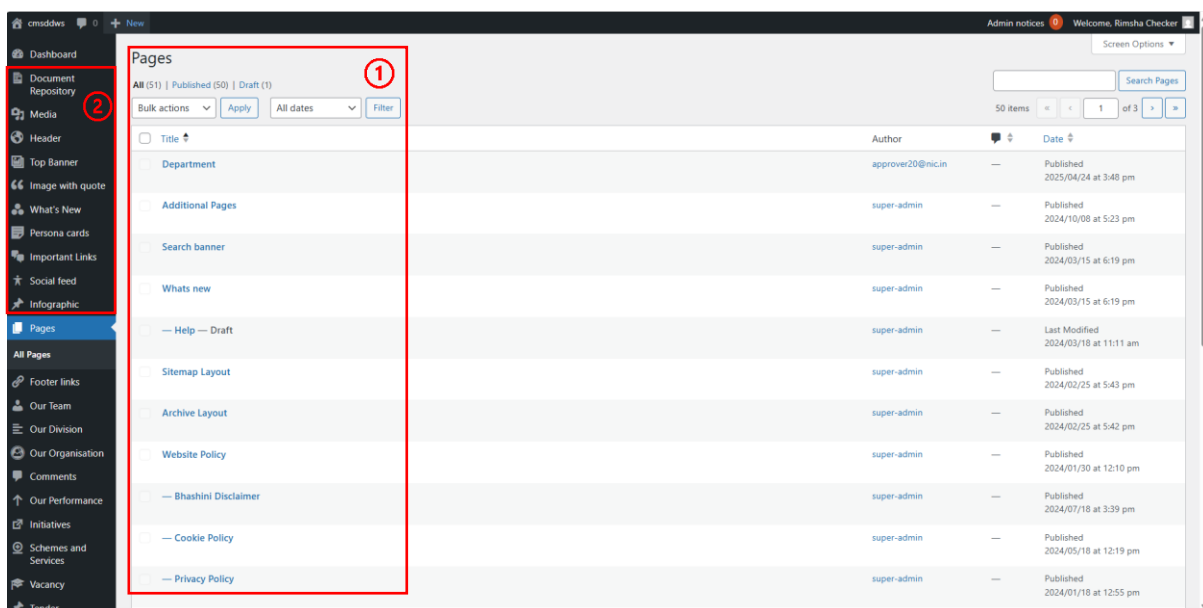 cmsddws 0 + New Admin notices 0 Welcome, Rimsha Checker
Screen Options ▼
Dashboard
Document
Repository
Media
Header
Top Banner
Image with quote
What's New
Persona cards
Important Links
Social feed
Infographic
Pages
All Pages
Footer links
Our Team
Our Division
Our Organisation
Comments
Our Performance
Initiatives
Schemes and
Services
Vacancy
Tender
2
1
Pages
All (51) | Published (50) | Draft (1)
Search Pages
Bulk actions Apply All dates Filter
50 items « ‹ 1 of 3 › »
Title Author Date
Department approver20@nic.in — Published
2025/04/24 at 3:48 pm
Additional Pages super-admin — Published
2024/10/08 at 5:23 pm
Search banner super-admin — Published
2024/03/15 at 6:19 pm
Whats new super-admin — Published
2024/03/15 at 6:19 pm
— Help — Draft super-admin — Last Modified
2024/03/18 at 11:11 am
Sitemap Layout super-admin — Published
2024/02/25 at 5:43 pm
Archive Layout super-admin — Published
2024/02/25 at 5:42 pm
Website Policy super-admin — Published
2024/01/30 at 12:10 pm
— Bhashini Disclaimer super-admin — Published
2024/07/18 at 3:39 pm
— Cookie Policy super-admin — Published
2024/05/18 at 12:19 pm
— Privacy Policy super-admin — Published
2024/01/18 at 12:55 pm